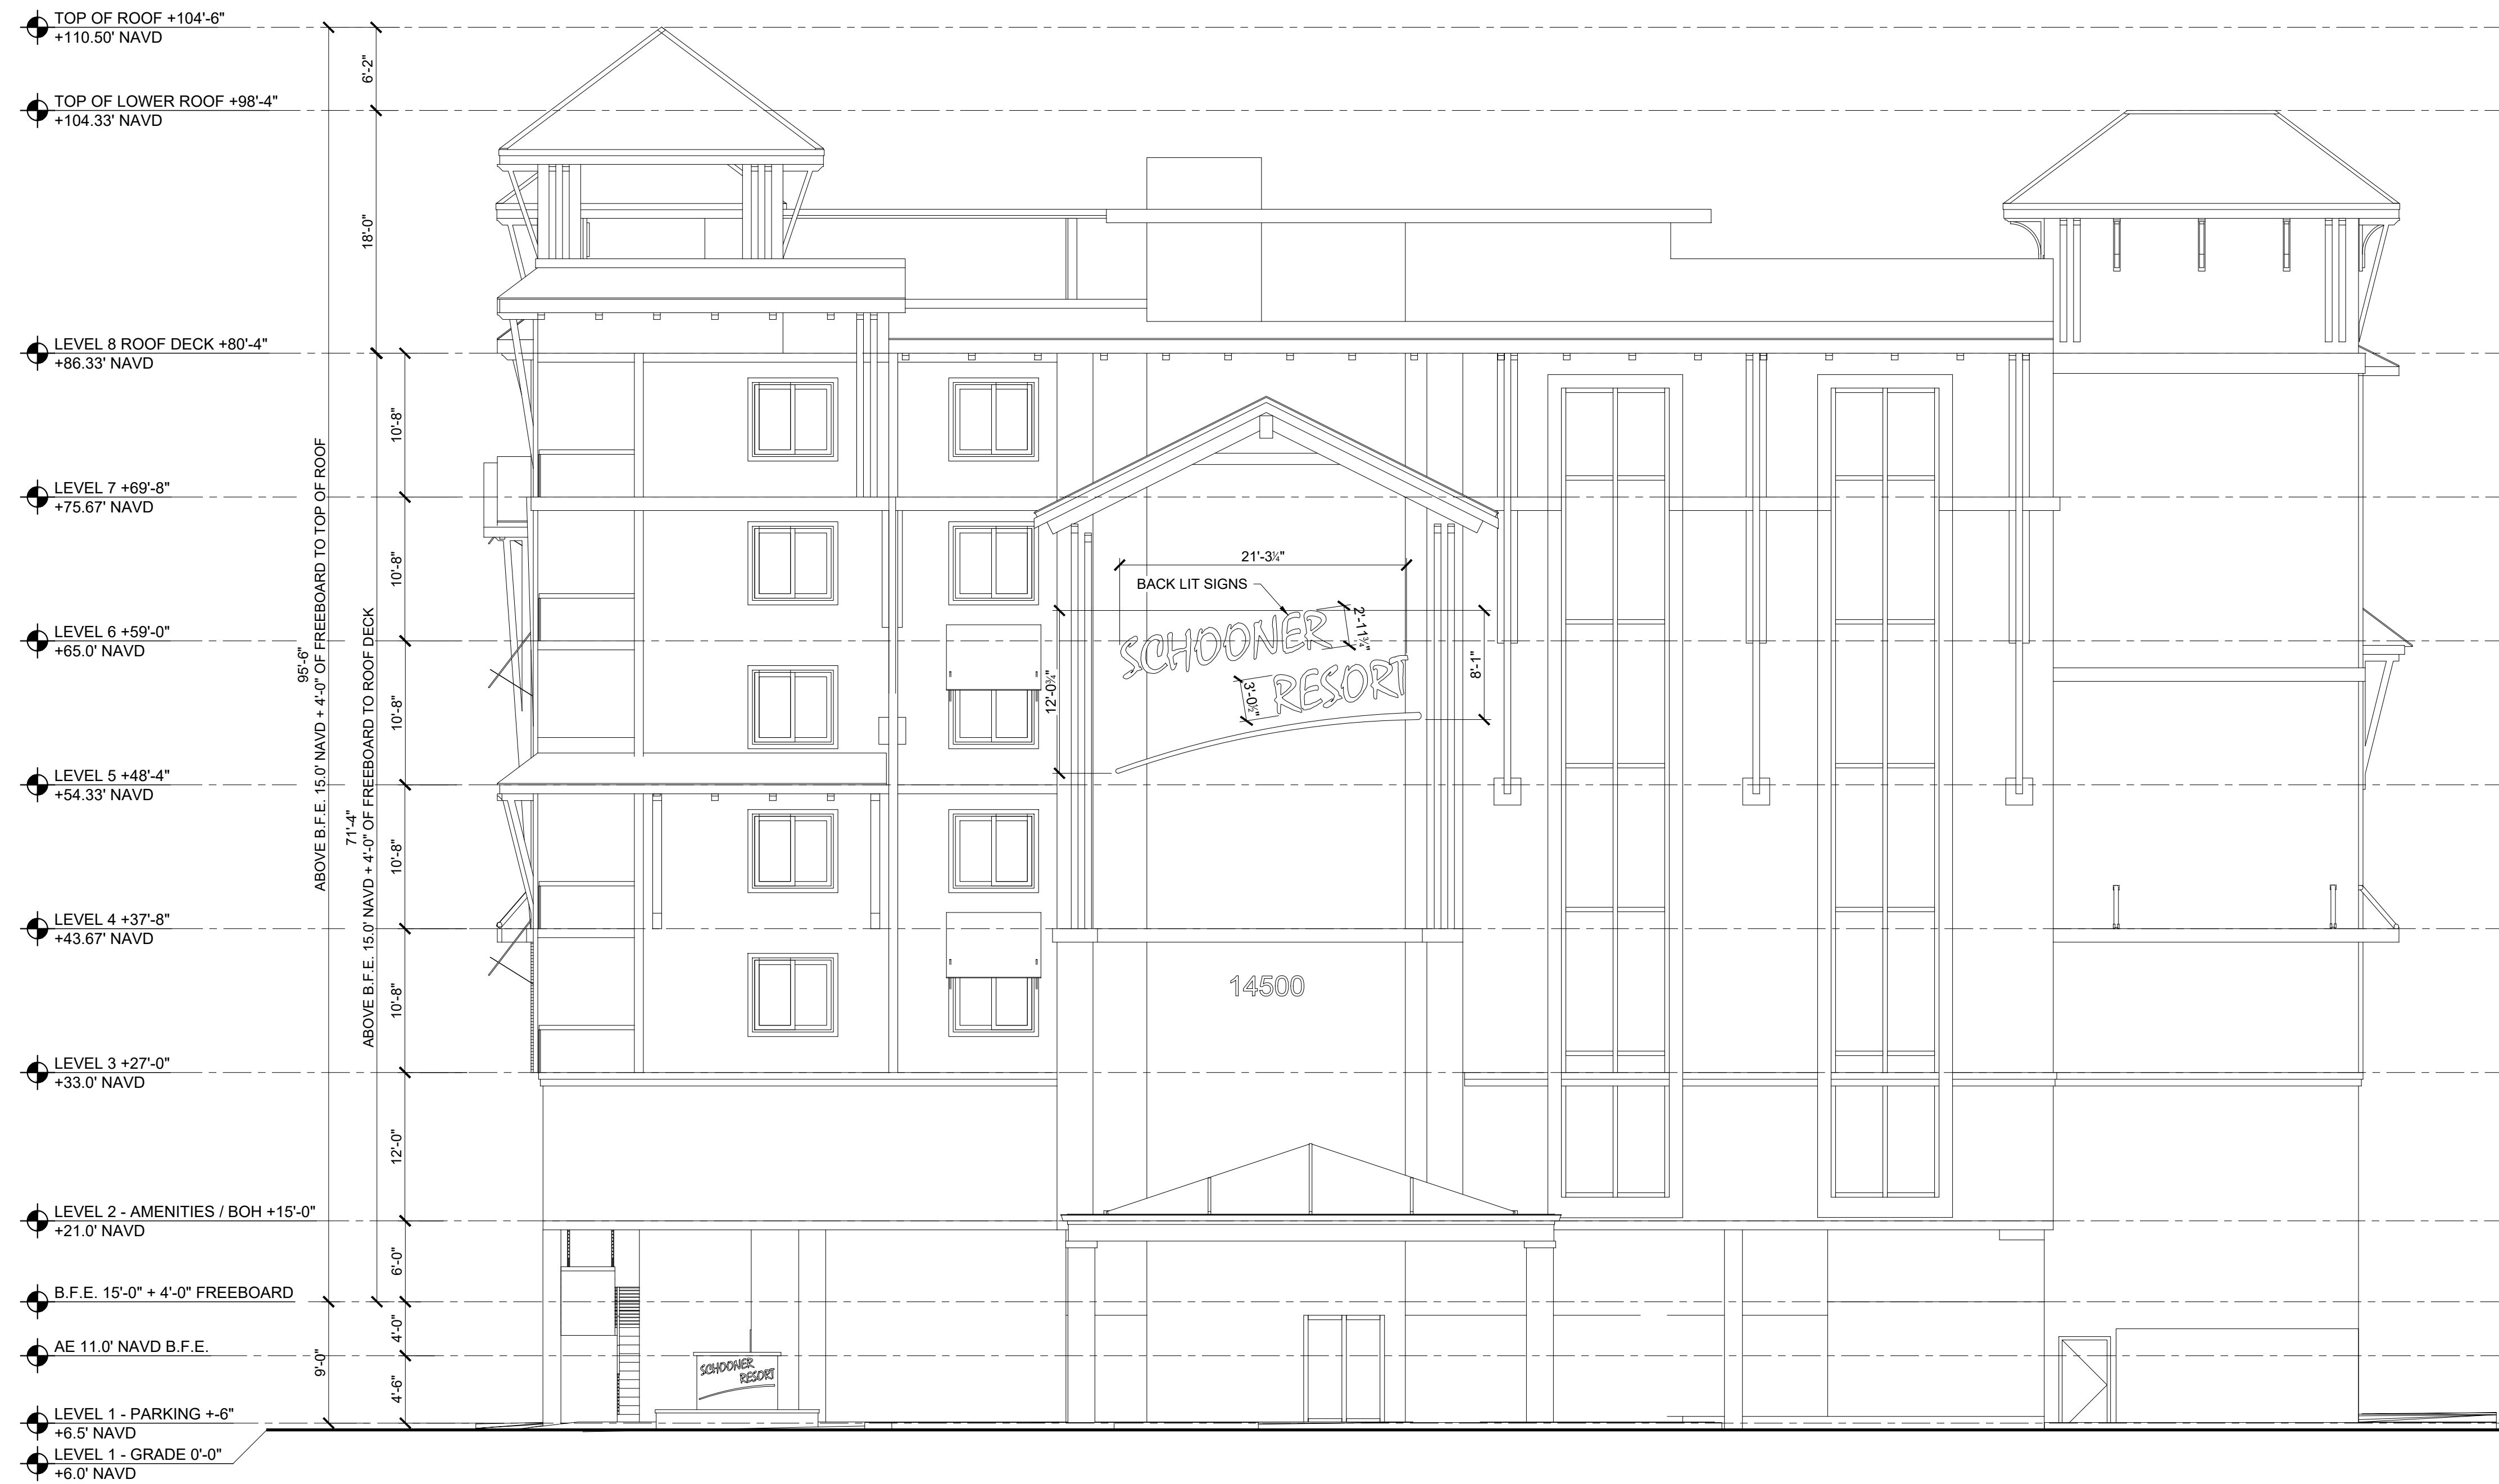 TOP OF ROOF +104'-6"
+110.50' NAVD
6'-2"
TOP OF LOWER ROOF +98'-4"
+104.33' NAVD
18'-0"
LEVEL 8 ROOF DECK +80'-4"
+86.33' NAVD
10'-8"
LEVEL 7 +69'-8"
+75.67' NAVD
10'-8"
LEVEL 6 +59'-0"
+65.0' NAVD
10'-8"
LEVEL 5 +48'-4"
+54.33' NAVD
10'-8"
LEVEL 4 +37'-8"
+43.67' NAVD
10'-8"
LEVEL 3 +27'-0"
+33.0' NAVD
12'-0"
LEVEL 2 - AMENITIES / BOH +15'-0"
+21.0' NAVD
6'-0"
B.F.E. 15'-0" + 4'-0" FREEBOARD
4'-0"
AE 11.0' NAVD B.F.E.
9'-0"
4'-6"
LEVEL 1 - PARKING +-6"
+6.5' NAVD
LEVEL 1 - GRADE 0'-0"
+6.0' NAVD
95'-6"
ABOVE B.F.E. 15.0' NAVD + 4'-0" OF FREEBOARD TO TOP OF ROOF
71'-4"
ABOVE B.F.E. 15.0' NAVD + 4'-0" OF FREEBOARD TO ROOF DECK
21'-3¼"
BACK LIT SIGNS
2'-11¾"
SCHOONER
RESORT
3'-0½"
12'-0¾"
8'-1"
14500
SCHOONER
RESORT